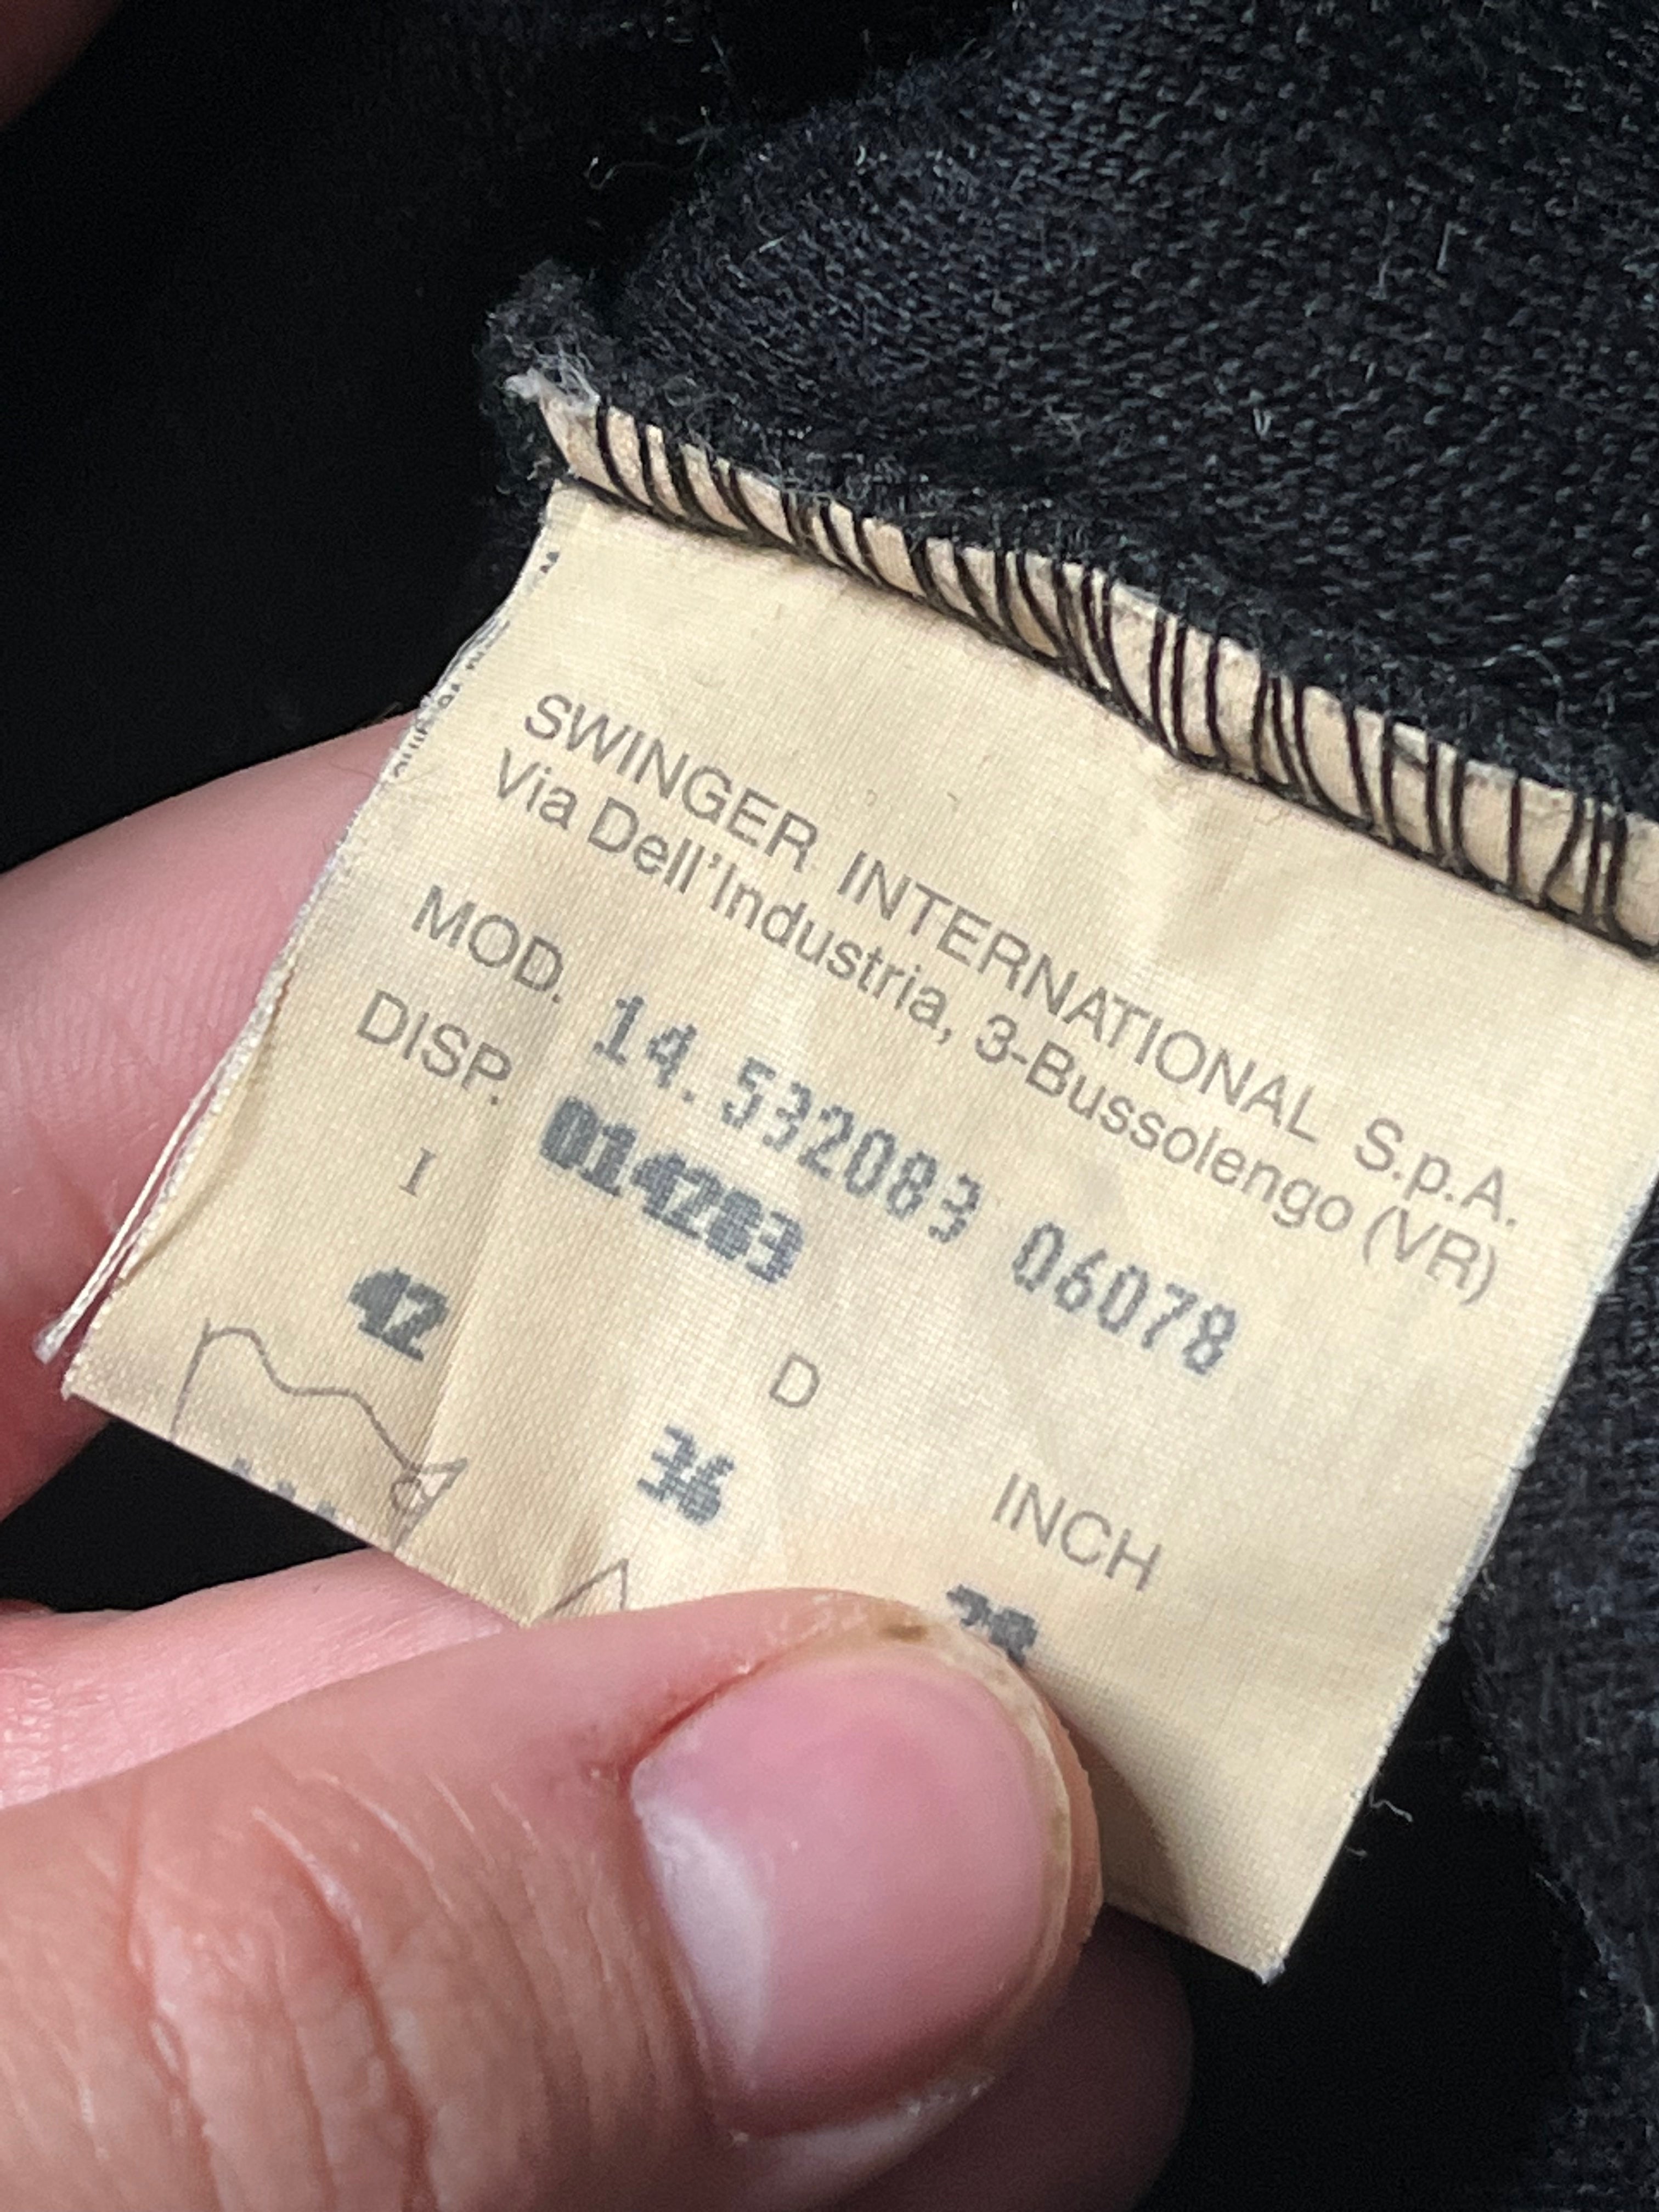 SWINGER INTERNATIONAL S.p.A.
Via Dell'Industria, 3-Bussolengo (VR)
MOD. 14.532083 06078
DISP. 014203
I D INCH
42 36